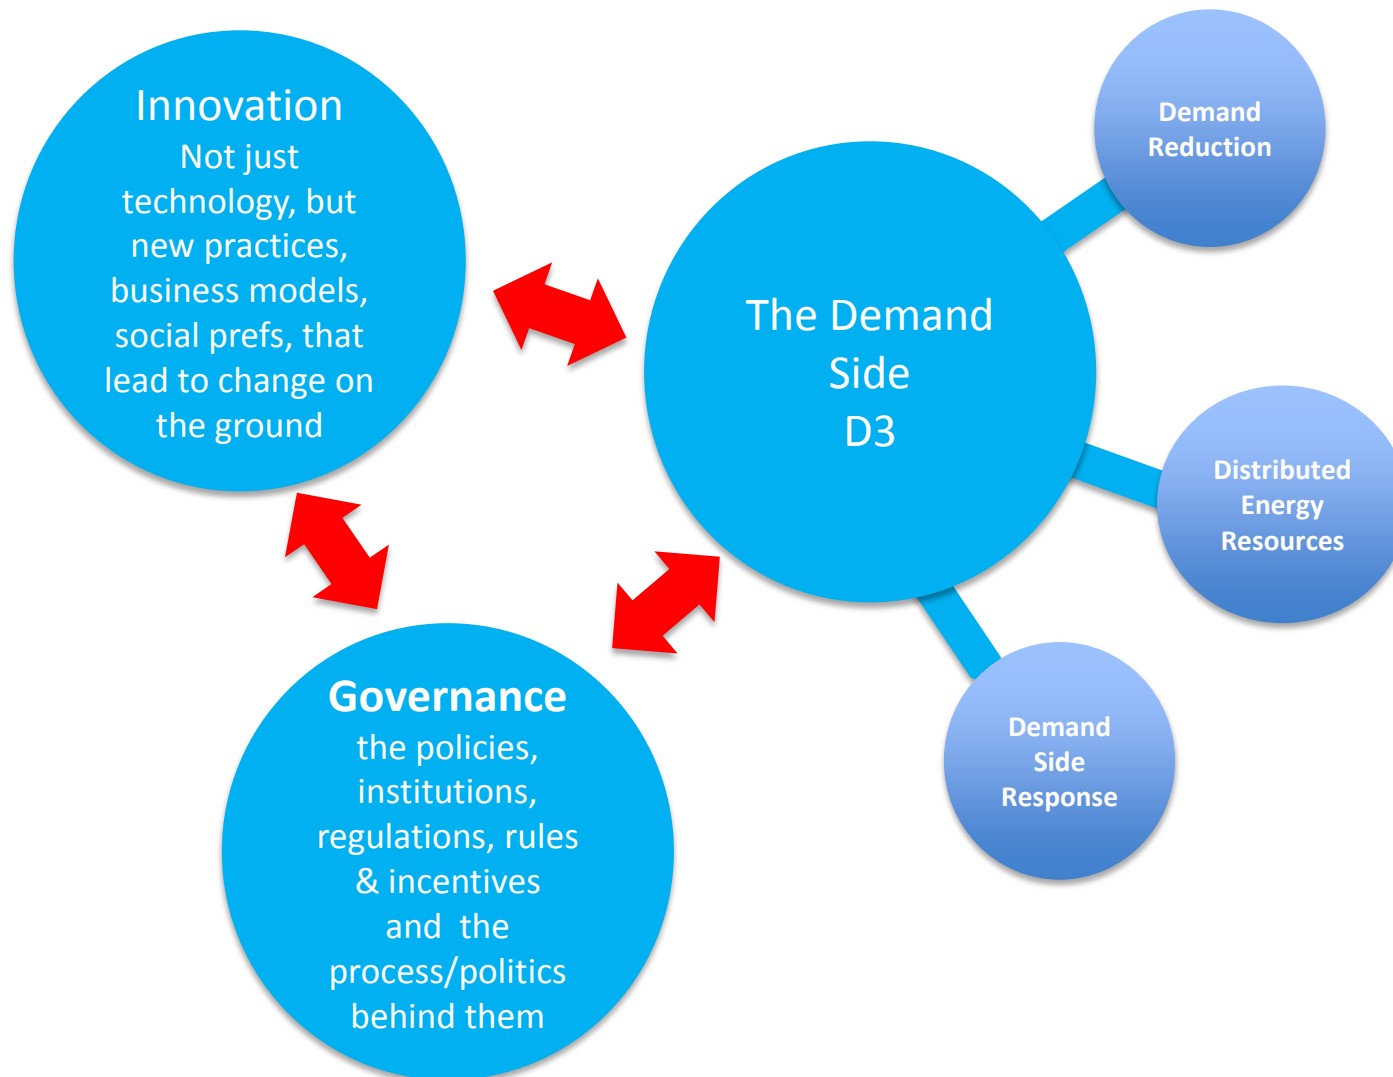 Innovation
Not just
technology, but
new practices,
business models,
social prefs, that
lead to change on
the ground
The Demand
Side
D3
Demand
Reduction
Distributed
Energy
Resources
Demand
Side
Response
Governance
the policies,
institutions,
regulations, rules
& incentives
and  the
process/politics
behind them